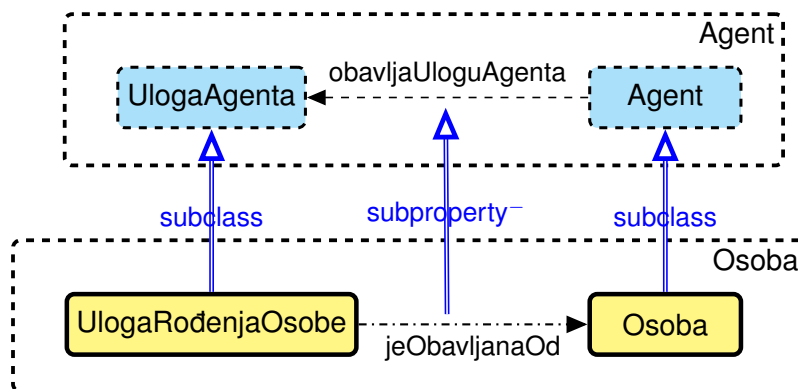 Agent
obavljaUloguAgenta
UlogaAgenta
Agent
subclass
subproperty⁻
subclass
Osoba
UlogaRođenjaOsobe
Osoba
jeObavljanaOd